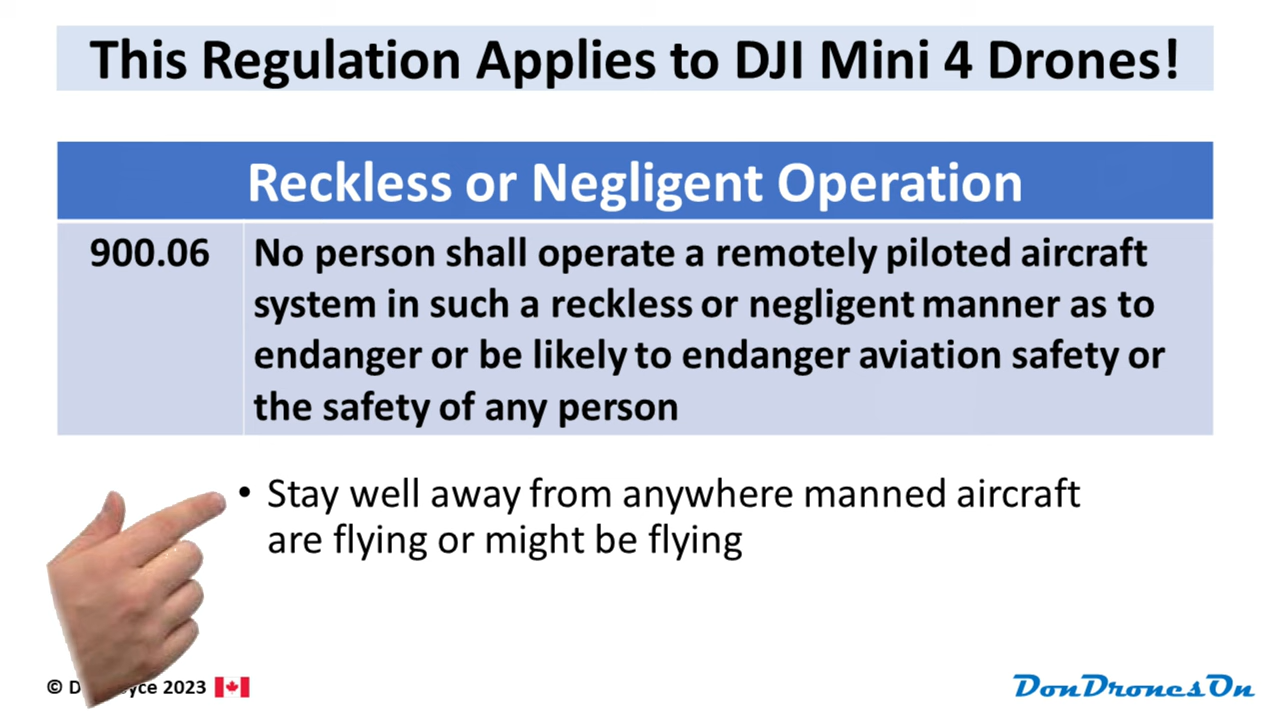 This Regulation Applies to DJI Mini 4 Drones!
Reckless or Negligent Operation
900.06
No person shall operate a remotely piloted aircraft
system in such a reckless or negligent manner as to
endanger or be likely to endanger aviation safety or
the safety of any person
• Stay well away from anywhere manned aircraft
are flying or might be flying
© 2023
DonDronesOn